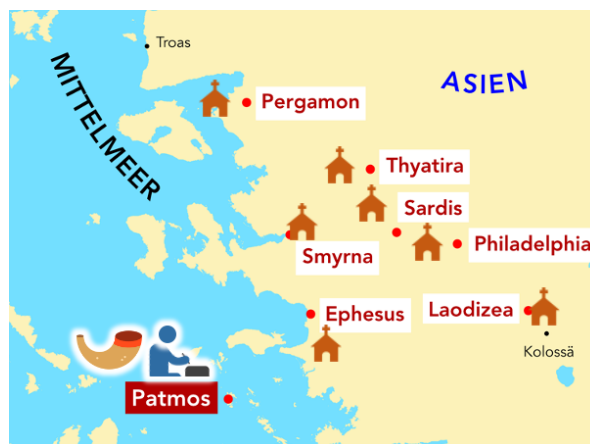 Troas
MITTELMEER
ASIEN
Pergamon
Thyatira
Sardis
Philadelphia
Smyrna
Ephesus
Laodizea
Kolossä
Patmos